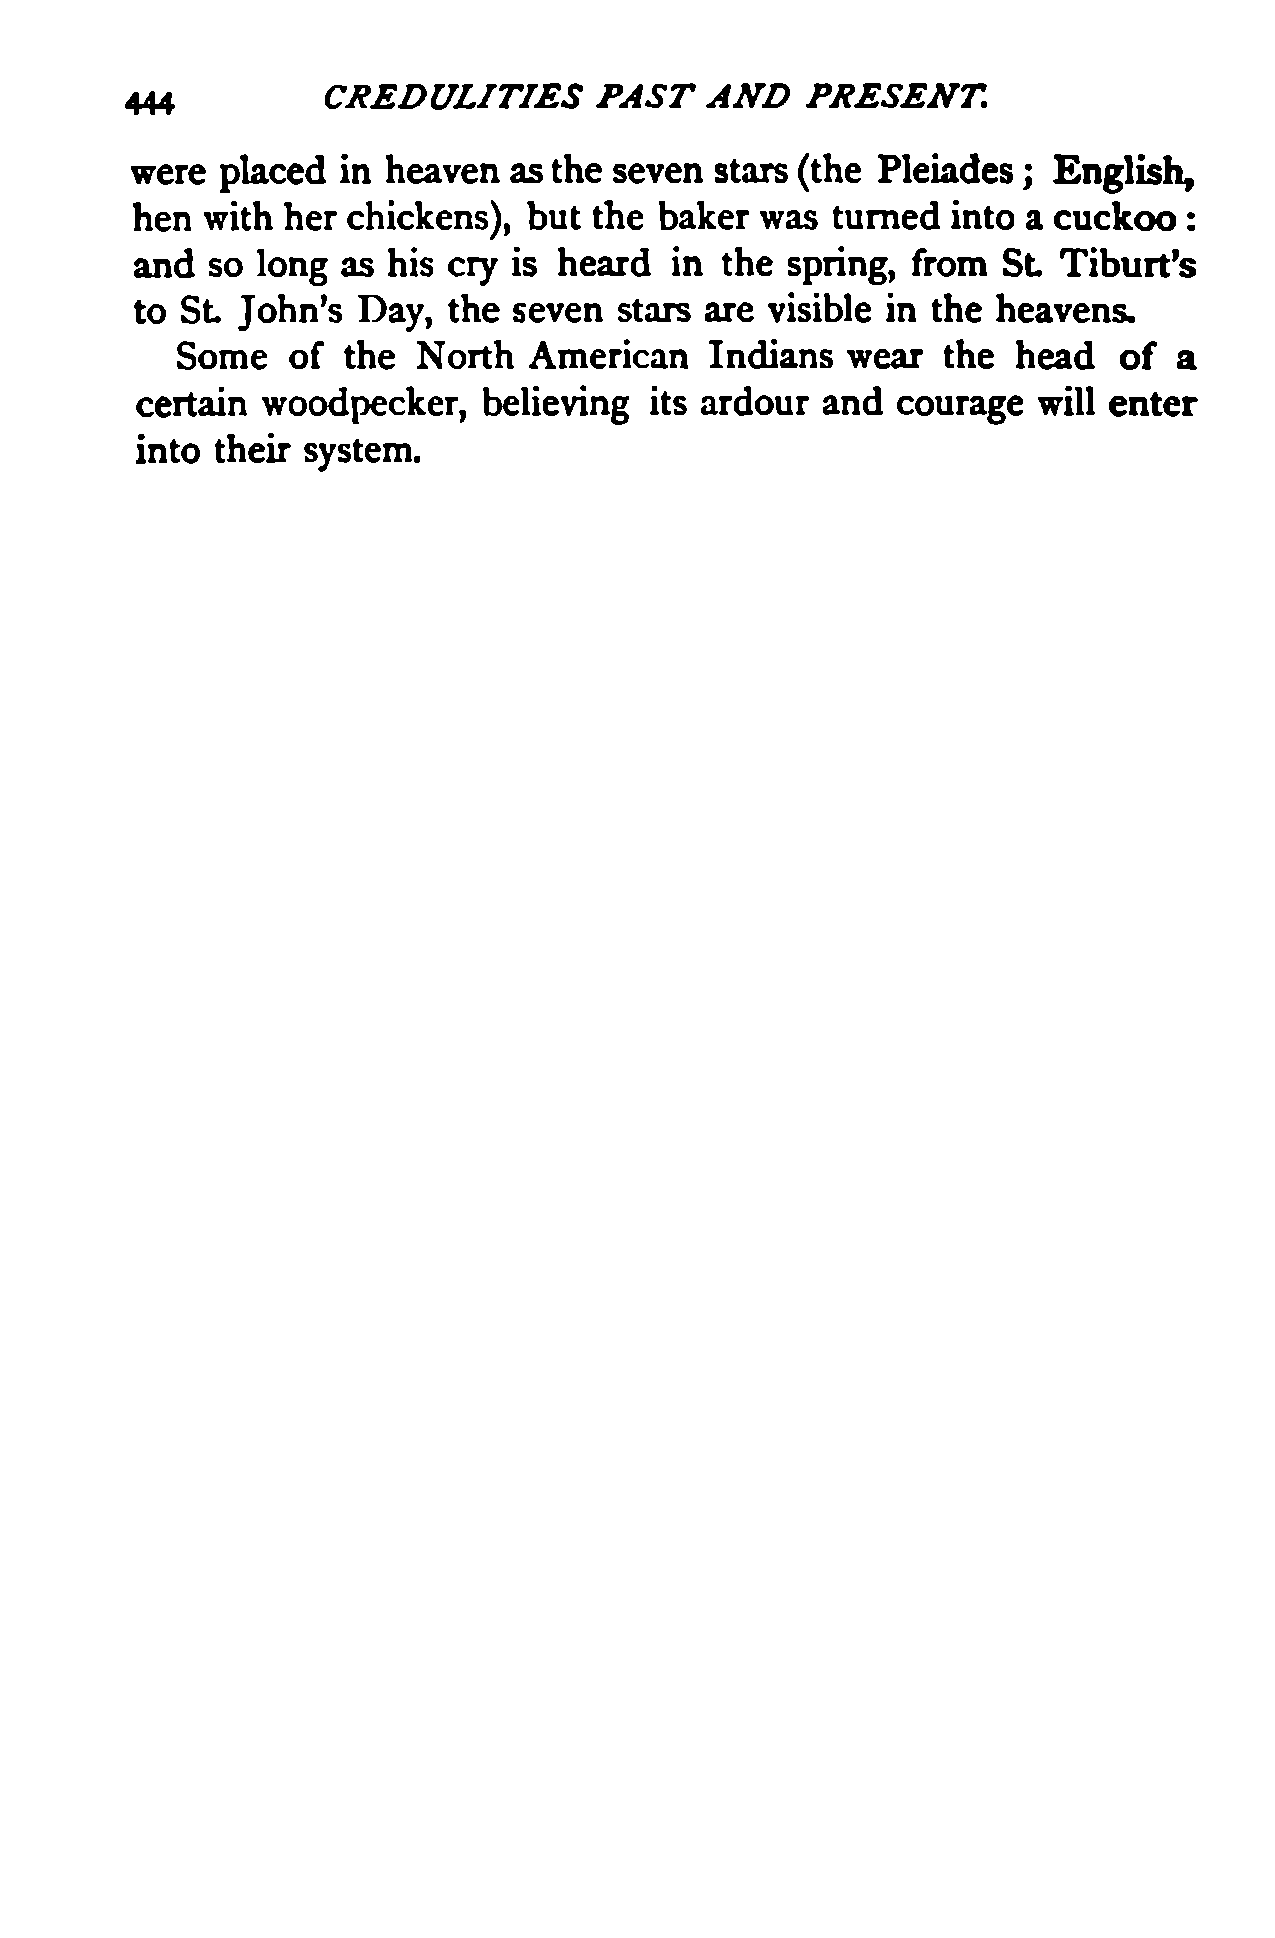 444 CREDULITIES PAST AND PRESENT.
were placed in heaven as the seven stars (the Pleiades ; English,
hen with her chickens), but the baker was turned into a cuckoo :
and so long as his cry is heard in the spring, from St. Tiburt's
to St. John's Day, the seven stars are visible in the heavens.
Some of the North American Indians wear the head of a
certain woodpecker, believing its ardour and courage will enter
into their system.